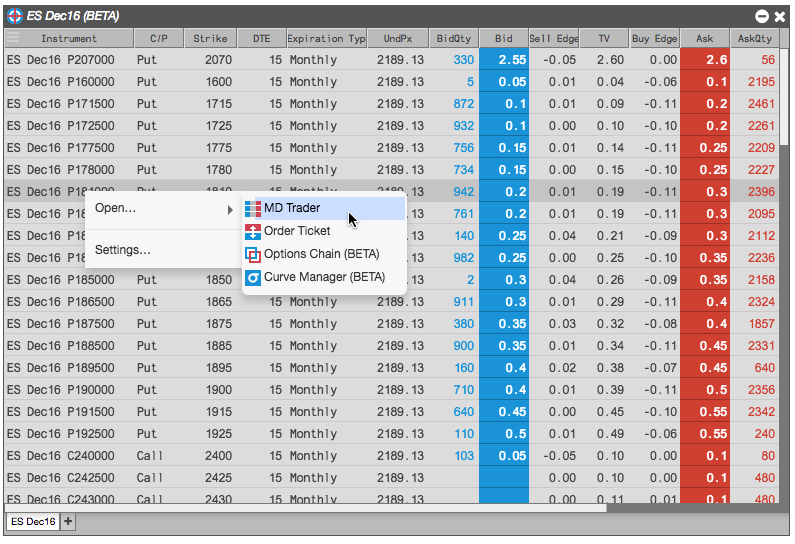 ES Dec16 (BETA)
Instrument C/P Strike DTE Expiration Typ UndPx BidQty Bid Sell Edge TV Buy Edge Ask AskQty
ES Dec16 P207000 Put 2070 15 Monthly 2189.13 330 2.55 -0.05 2.60 0.00 2.6 56
ES Dec16 P160000 Put 1600 15 Monthly 2189.13 5 0.05 0.01 0.04 -0.06 0.1 2195
ES Dec16 P171500 Put 1715 15 Monthly 2189.13 872 0.1 0.01 0.09 -0.11 0.2 2461
ES Dec16 P172500 Put 1725 15 Monthly 2189.13 932 0.1 0.00 0.10 -0.10 0.2 2261
ES Dec16 P177500 Put 1775 15 Monthly 2189.13 756 0.15 0.01 0.14 -0.11 0.25 2209
ES Dec16 P178000 Put 1780 15 Monthly 2189.13 734 0.15 0.00 0.15 -0.10 0.25 2227
ES Dec16 P181000 Put 1810 15 Monthly 2189.13 942 0.2 0.01 0.19 -0.11 0.3 2396
ES Dec16 2189.13 761 0.2 0.01 0.19 -0.11 0.3 2095
ES Dec16 2189.13 140 0.25 0.04 0.21 -0.09 0.3 2112
ES Dec16 2189.13 982 0.25 0.00 0.25 -0.10 0.35 2236
ES Dec16 P185000 Put 1850 2189.13 2 0.3 0.04 0.26 -0.09 0.35 2158
ES Dec16 P186500 Put 1865 2189.13 911 0.3 0.01 0.29 -0.11 0.4 2324
ES Dec16 P187500 Put 1875 15 Monthly 2189.13 380 0.35 0.03 0.32 -0.08 0.4 1857
ES Dec16 P188500 Put 1885 15 Monthly 2189.13 900 0.35 0.01 0.34 -0.11 0.45 2331
ES Dec16 P189500 Put 1895 15 Monthly 2189.13 160 0.4 0.02 0.38 -0.07 0.45 640
ES Dec16 P190000 Put 1900 15 Monthly 2189.13 710 0.4 0.01 0.39 -0.11 0.5 2356
ES Dec16 P191500 Put 1915 15 Monthly 2189.13 640 0.45 0.00 0.45 -0.10 0.55 2342
ES Dec16 P192500 Put 1925 15 Monthly 2189.13 110 0.5 0.01 0.49 -0.06 0.55 240
ES Dec16 C240000 Call 2400 15 Monthly 2189.13 103 0.05 -0.05 0.10 0.00 0.1 80
ES Dec16 C242500 Call 2425 15 Monthly 2189.13 0.00 0.10 0.00 0.1 480
ES Dec16 C243000 Call 2430 15 Monthly 2189.13 0.00 0.11 0.01 0.1 480
Open...
Settings...
MD Trader
Order Ticket
Options Chain (BETA)
Curve Manager (BETA)
ES Dec16 +